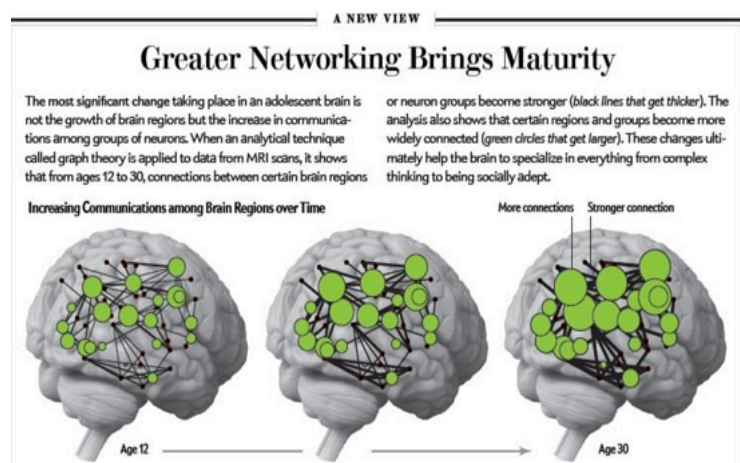 A NEW VIEW
Greater Networking Brings Maturity
The most significant change taking place in an adolescent brain is
not the growth of brain regions but the increase in communica-
tions among groups of neurons. When an analytical technique
called graph theory is applied to data from MRI scans, it shows
that from ages 12 to 30, connections between certain brain regions
or neuron groups become stronger (black lines that get thicker). The
analysis also shows that certain regions and groups become more
widely connected (green circles that get larger). These changes ulti-
mately help the brain to specialize in everything from complex
thinking to being socially adept.
Increasing Communications among Brain Regions over Time
More connections
Stronger connection
Age 12
Age 30